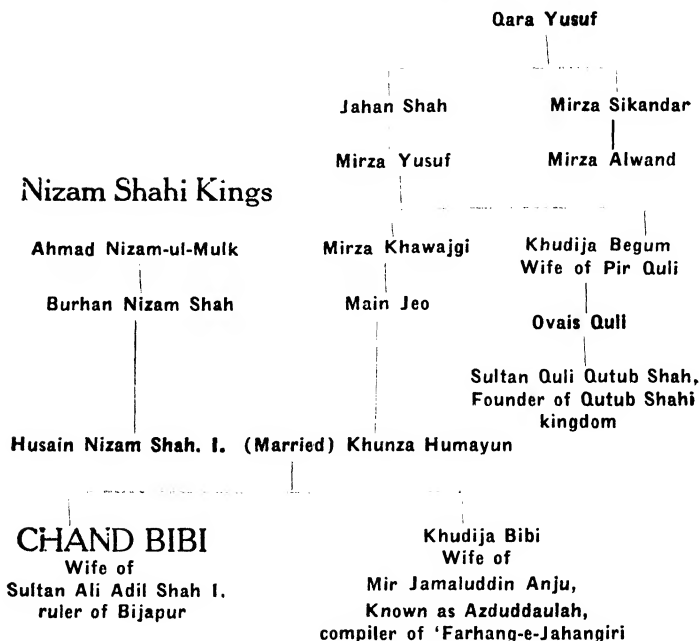 Qara Yusuf
Jahan Shah Mirza Sikandar
Mirza Yusuf Mirza Alwand
Nizam Shahi Kings
Ahmad Nizam-ul-Mulk Mirza Khawajgi Khudija Begum
Wife of Pir Quli
Burhan Nizam Shah Main Jeo
Ovais Quli
Sultan Quli Qutub Shah,
Founder of Qutub Shahi
kingdom
Husain Nizam Shah. I. (Married) Khunza Humayun
CHAND BIBI
Wife of
Sultan Ali Adil Shah I.
ruler of Bijapur
Khudija Bibi
Wife of
Mir Jamaluddin Anju,
Known as Azduddaulah,
compiler of 'Farhang-e-Jahangiri